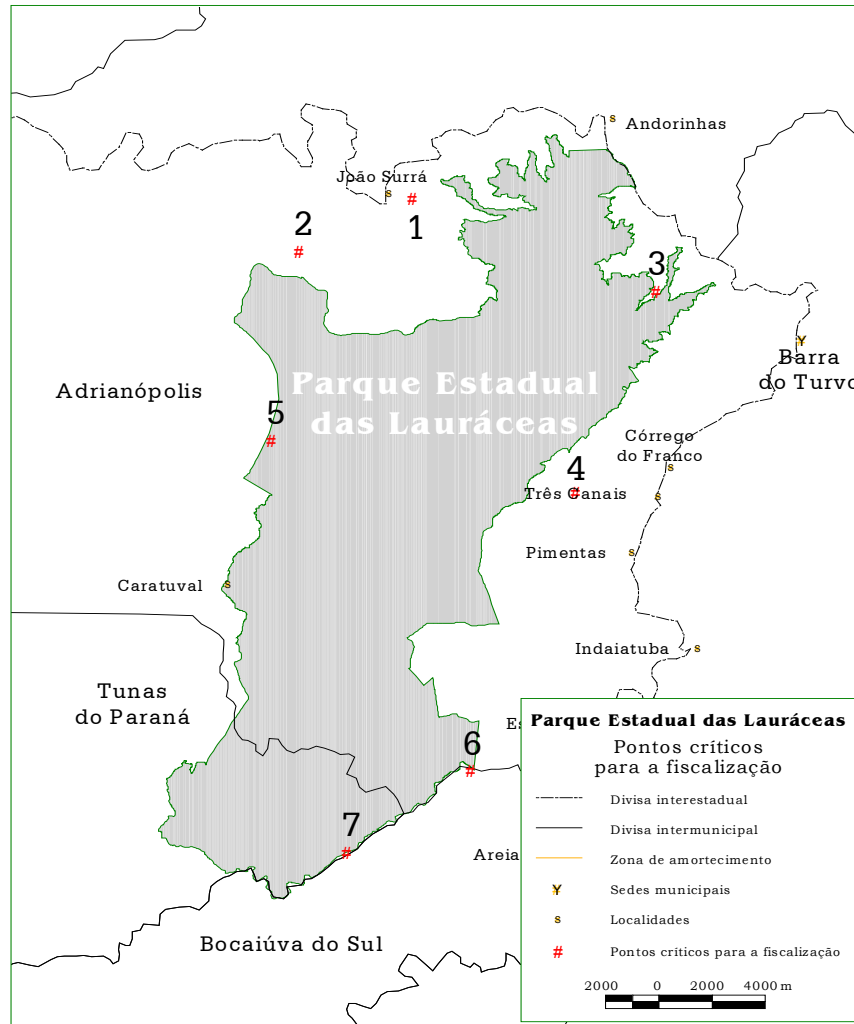 Andorinhas
João Surrá
1
2
3
Barra
do Turvo
Adrianópolis
Parque Estadual
das Lauráceas
5
Córrego
do Franco
4
Três Canais
Pimentas
Caratuval
Indaiatuba
Tunas
do Paraná
6
7
Areia
Bocaiúva do Sul
Parque Estadual das Lauráceas
Pontos críticos
para a fiscalização
Divisa interestadual
Divisa intermunicipal
Zona de amortecimento
Sedes municipais
Localidades
Pontos críticos para a fiscalização
2000 0 2000 4000 m